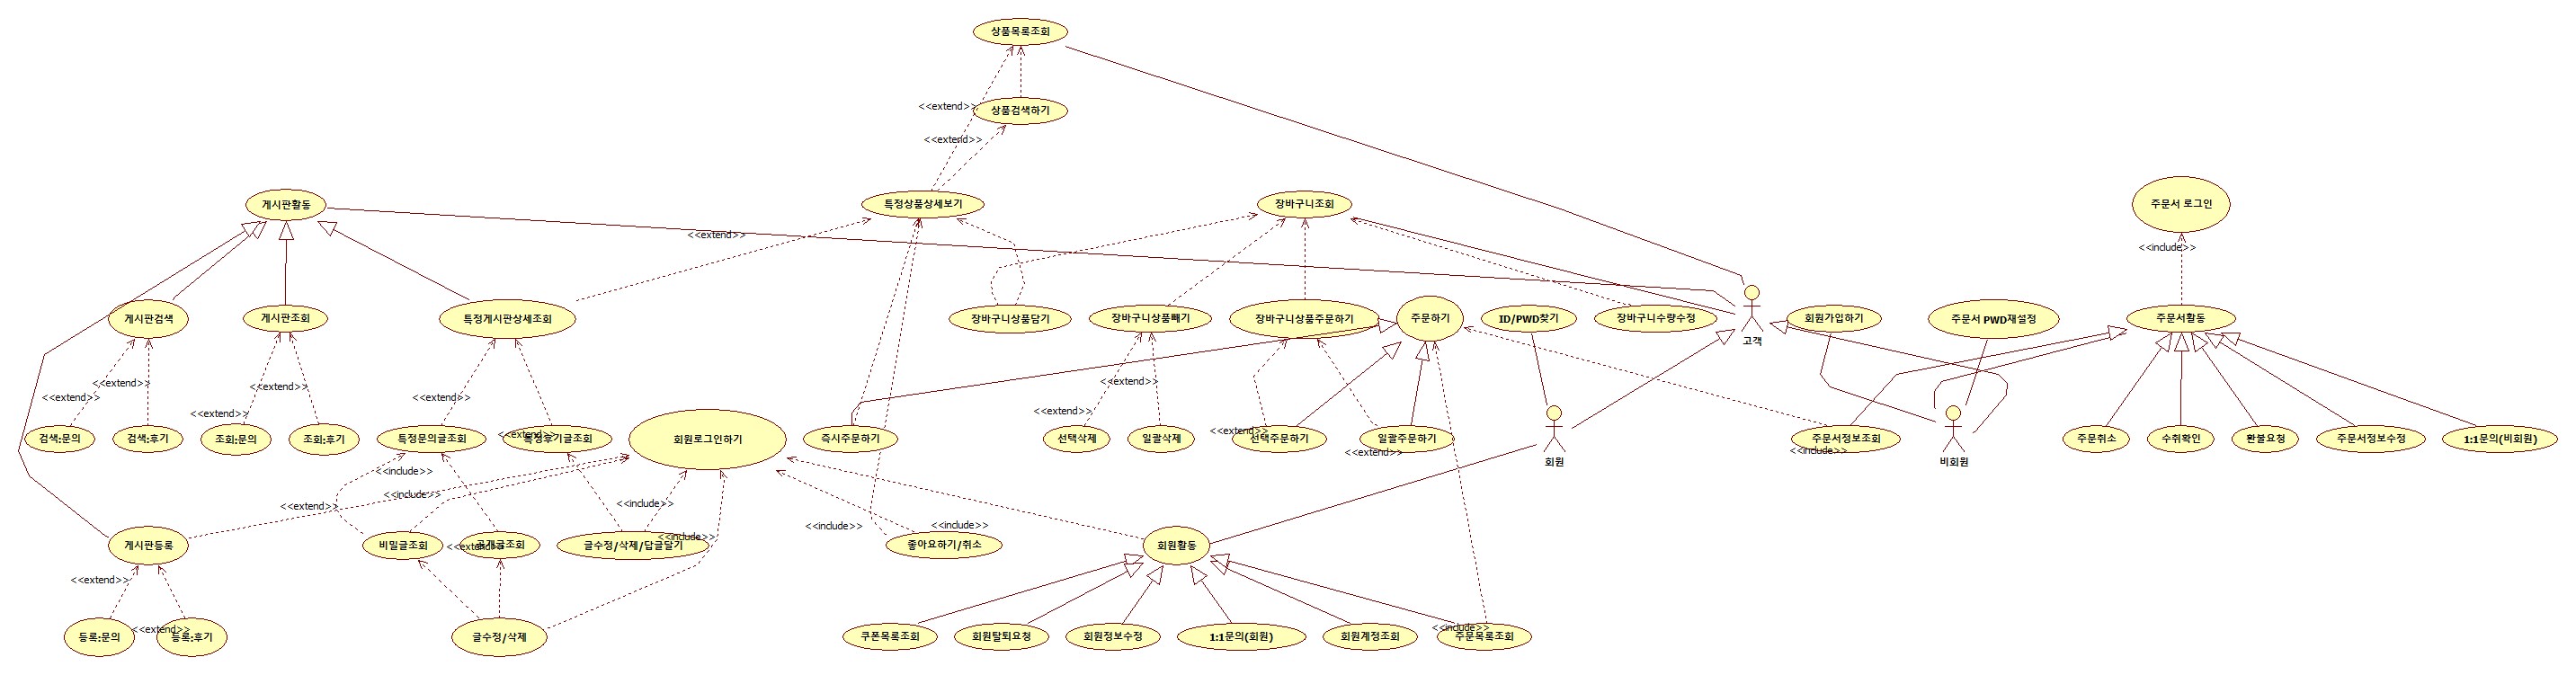 상품목록조회
<<extend>>
상품검색하기
<<extend>>
게시판활동
특정상품상세보기
장바구니조회
주문서 로그인
<<extend>>
<<include>>
게시판검색
게시판조회
특정게시판상세조회
장바구니상품담기
장바구니상품빼기
장바구니상품주문하기
주문하기
ID/PWD찾기
장바구니수량수정
고객
회원가입하기
주문서 PWD재설정
주문서활동
<<extend>>
<<extend>>
<<extend>>
<<extend>>
<<extend>>
<<extend>>
<<extend>>
<<extend>>
검색:문의
검색:후기
조회:문의
조회:후기
특정문의글조회
<<extend>>
특정후기글조회
회원로그인하기
즉시주문하기
선택삭제
일괄삭제
<<extend>>
선택주문하기
일괄주문하기
<<extend>>
회원
주문서정보조회
<<include>>
비회원
주문취소
수취확인
환불요청
주문서정보수정
1:1문의(비회원)
<<include>>
<<include>>
<<extend>>
<<include>>
<<include>>
<<include>>
<<include>>
게시판등록
비밀글조회
<<extend>>
공개글조회
글수정/삭제/답글달기
좋아요하기/취소
회원활동
<<extend>>
등록:문의
<<extend>>
등록:후기
글수정/삭제
쿠폰목록조회
회원탈퇴요청
회원정보수정
1:1문의(회원)
회원계정조회
<<include>>
주문목록조회